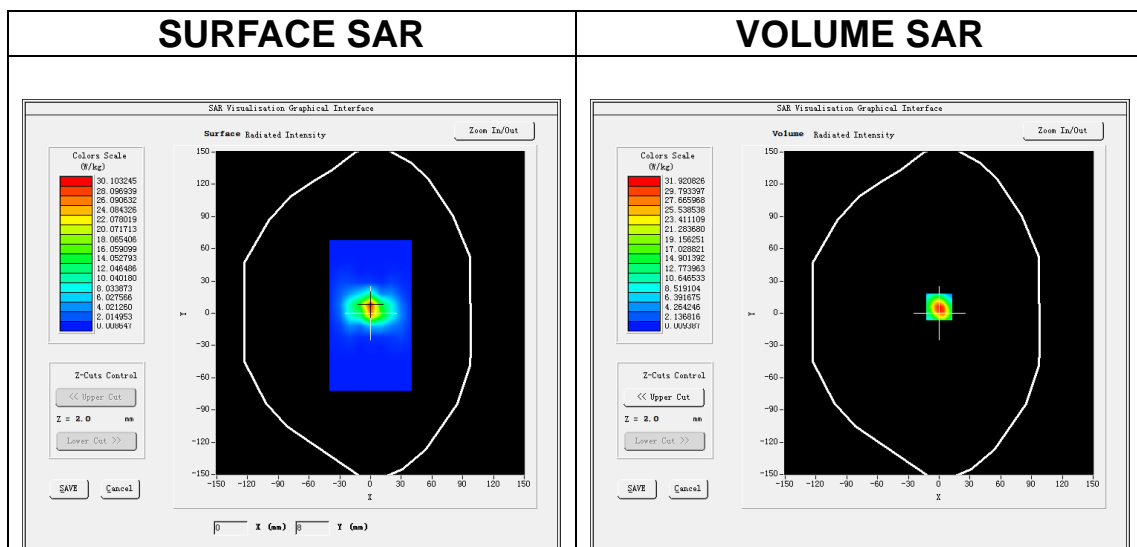 SURFACE SAR
VOLUME SAR
SAR Visualisation Graphical Interface
Surface Radiated Intensity
Zoom In/Out
Colors Scale
(W/kg)
30.103245
28.096939
26.090632
24.084326
22.078019
20.071713
18.065406
16.059099
14.052793
12.046486
10.040180
8.033873
6.027566
4.021260
2.014953
0.008647
Z-Cuts Control
<< Upper Cut
Z = 2.0 mm
Lower Cut >>
SAVE
Cancel
150
120
90
60
30
0
-30
-60
-90
-120
-150
Y
-150 -120 -90 -60 -30 0 30 60 90 120 150
X
0 X (mm) 8 Y (mm)
SAR Visualisation Graphical Interface
Volume Radiated Intensity
Zoom In/Out
Colors Scale
(W/kg)
31.920826
29.793397
27.665968
25.538538
23.411109
21.283680
19.156251
17.028821
14.901392
12.773963
10.646533
8.519104
6.391675
4.264246
2.136816
0.009387
Z-Cuts Control
<< Upper Cut
Z = 2.0 mm
Lower Cut >>
SAVE
Cancel
150
120
90
60
30
0
-30
-60
-90
-120
-150
Y
-150 -120 -90 -60 -30 0 30 60 90 120 150
X